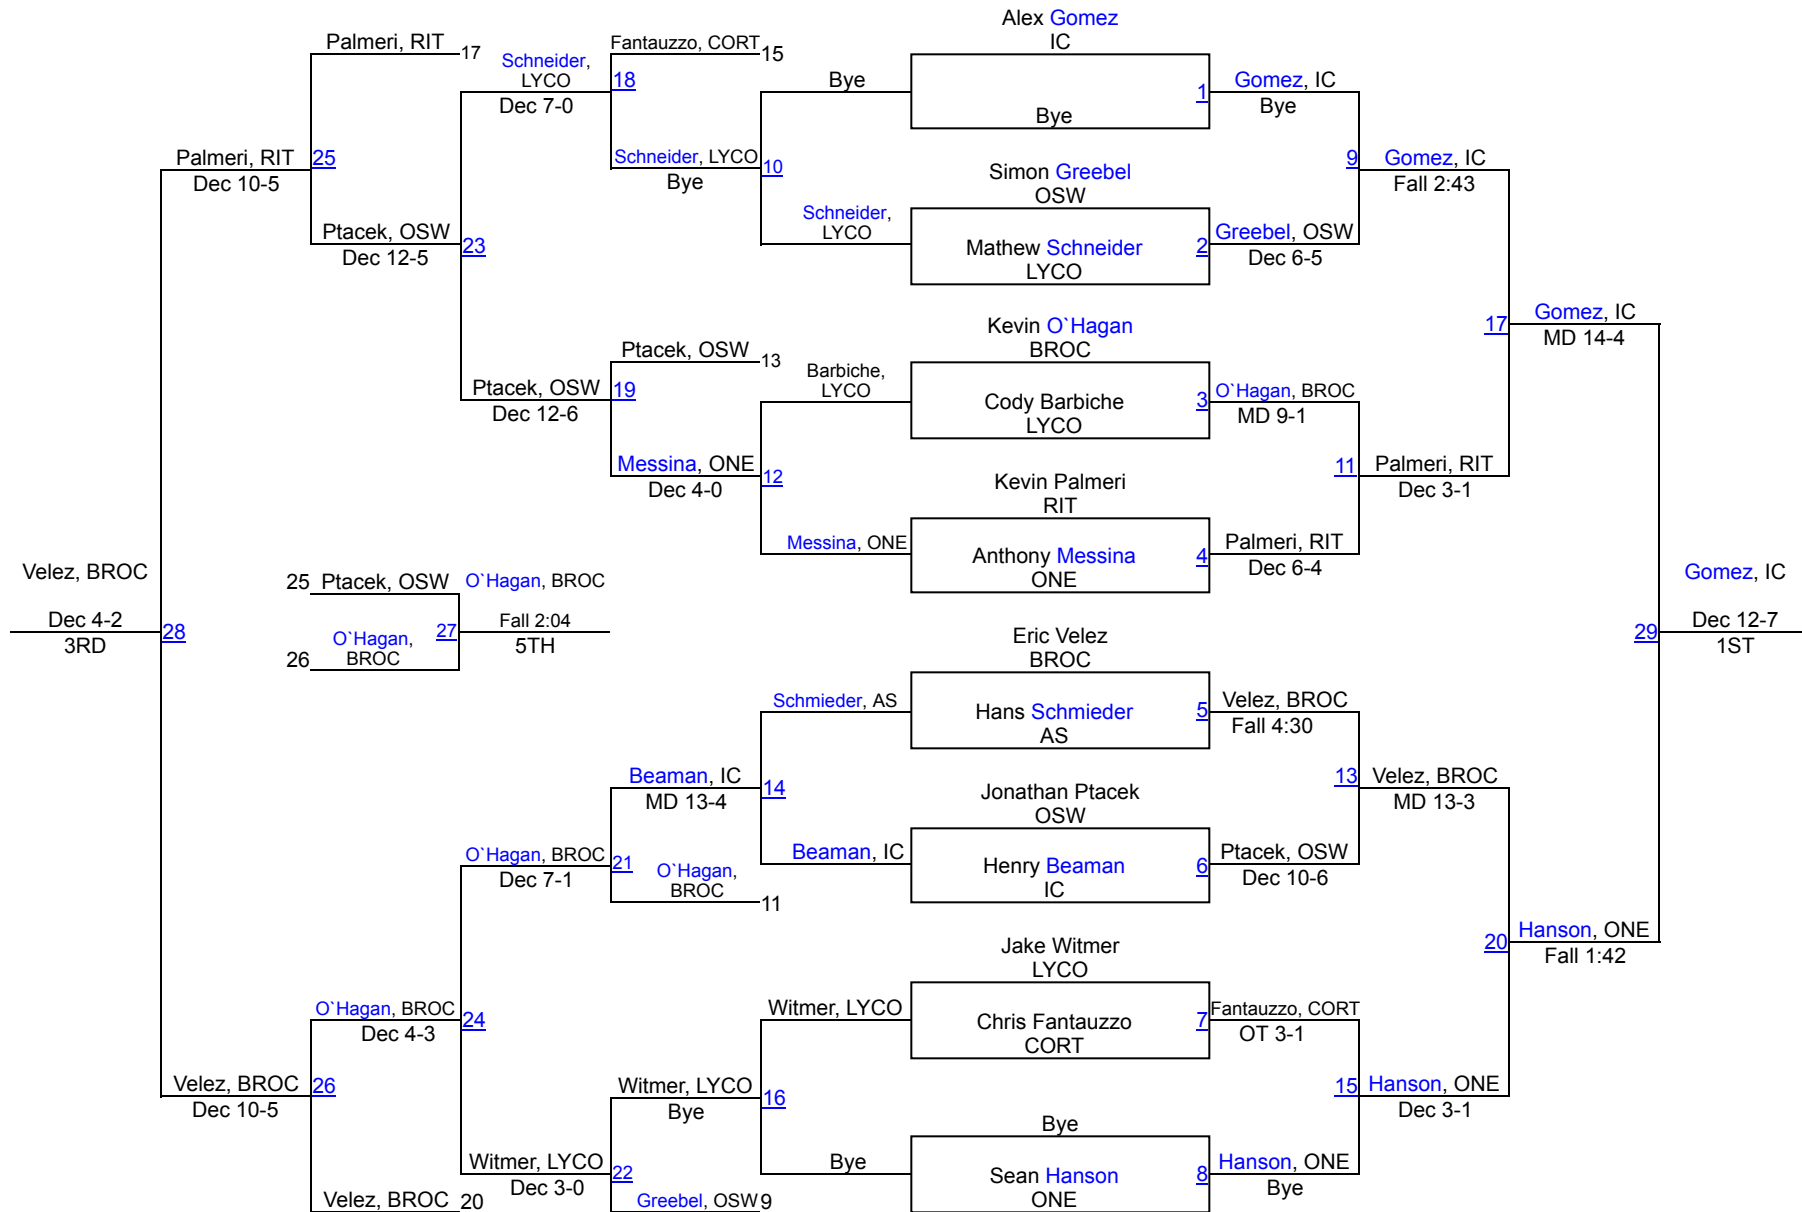 Alex Gomez
IC
Palmeri, RIT
17
Schneider,
LYCO
Fantauzzo, CORT
15
18
Dec 7-0
Bye
1
Gomez, IC
Bye
Bye
Palmeri, RIT
25
Dec 10-5
Schneider, LYCO
10
Bye
Simon Greebel
OSW
9
Gomez, IC
Fall 2:43
Ptacek, OSW
23
Dec 12-5
Schneider,
LYCO
Mathew Schneider
LYCO
2
Greebel, OSW
Dec 6-5
Kevin O`Hagan
BROC
17
Gomez, IC
MD 14-4
Ptacek, OSW
13
Ptacek, OSW
19
Dec 12-6
Barbiche,
LYCO
Cody Barbiche
LYCO
3
O`Hagan, BROC
MD 9-1
Messina, ONE
12
Dec 4-0
Kevin Palmeri
RIT
11
Palmeri, RIT
Dec 3-1
Messina, ONE
Anthony Messina
ONE
4
Palmeri, RIT
Dec 6-4
Velez, BROC
Dec 4-2
28
3RD
25
Ptacek, OSW
O`Hagan, BROC
27
Fall 2:04
5TH
26
O`Hagan,
BROC
Gomez, IC
29
Dec 12-7
1ST
Eric Velez
BROC
Schmieder, AS
Hans Schmieder
AS
5
Velez, BROC
Fall 4:30
Beaman, IC
14
MD 13-4
Jonathan Ptacek
OSW
13
Velez, BROC
MD 13-3
O`Hagan, BROC
21
Dec 7-1
O`Hagan,
BROC
11
Beaman, IC
Henry Beaman
IC
6
Ptacek, OSW
Dec 10-6
Jake Witmer
LYCO
20
Hanson, ONE
Fall 1:42
O`Hagan, BROC
24
Dec 4-3
Witmer, LYCO
Chris Fantauzzo
CORT
7
Fantauzzo, CORT
OT 3-1
Velez, BROC
26
Dec 10-5
Witmer, LYCO
16
Bye
Bye
15
Hanson, ONE
Dec 3-1
Witmer, LYCO
22
Dec 3-0
Bye
Sean Hanson
ONE
8
Hanson, ONE
Bye
Velez, BROC
20
Greebel, OSW
9